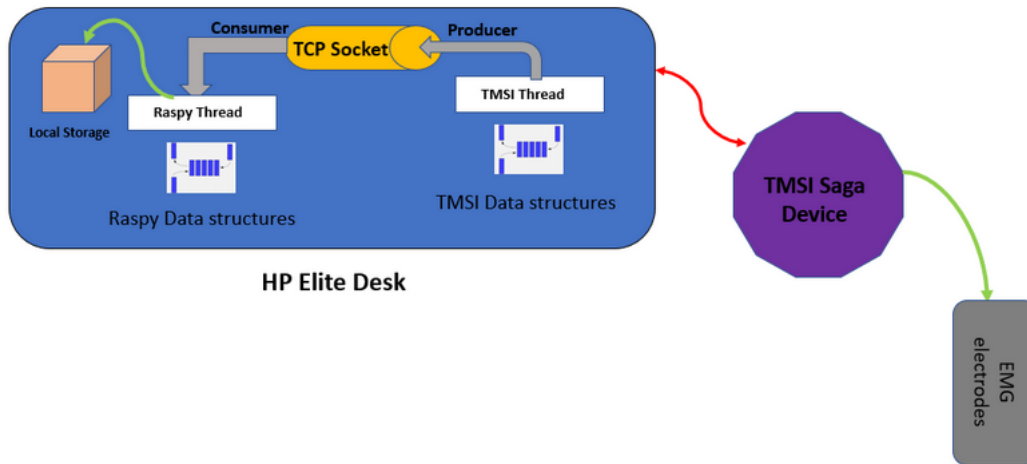 Consumer
Producer
TCP Socket
Raspy Thread
TMSI Thread
Local Storage
Raspy Data structures
TMSI Data structures
HP Elite Desk
TMSI Saga
Device
EMG
electrodes